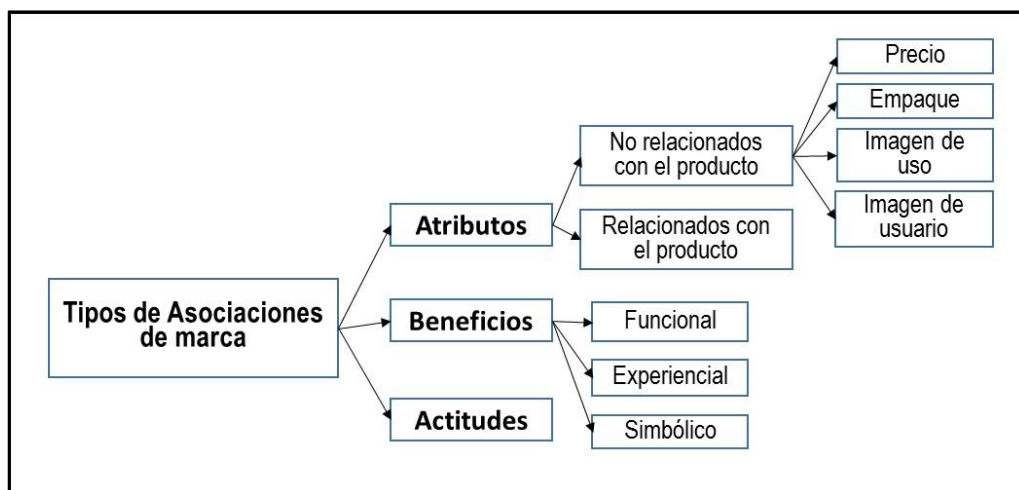 Tipos de Asociaciones
de marca
Atributos
No relacionados
con el producto
Precio
Empaque
Imagen de
uso
Imagen de
usuario
Relacionados con
el producto
Beneficios
Funcional
Experiencial
Simbólico
Actitudes